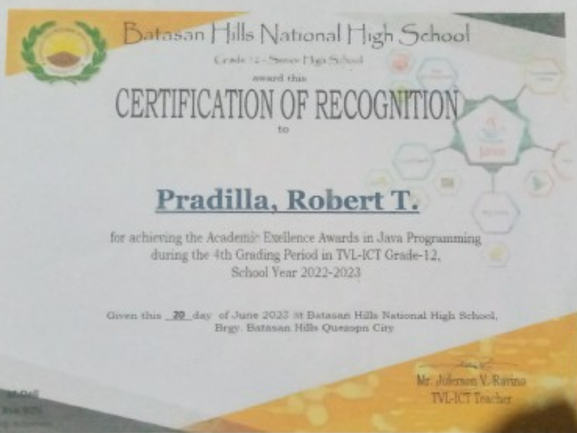 Batasan Hills National High School
Grade 12 - Senior High School
award this
CERTIFICATION OF RECOGNITION
to
Java
Pradilla, Robert T.
for achieving the Academic Exellence Awards in Java Programming
during the 4th Grading Period in TVL-ICT Grade-12,
School Year 2022-2023
Given this 20 day of June 2023 at Batasan Hills National High School,
Brgy. Batasan Hills Quezopn City
Mr. Joferson V. Ravino
TVL-ICT Teacher